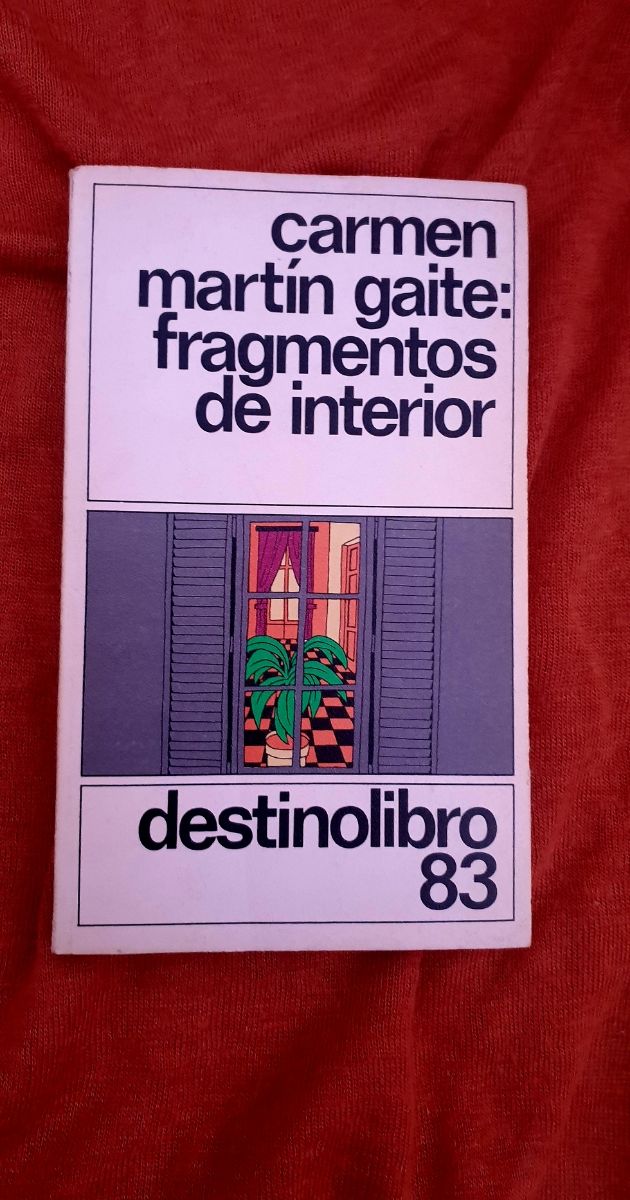 carmen
martín gaite:
fragmentos
de interior
destinolibro
83